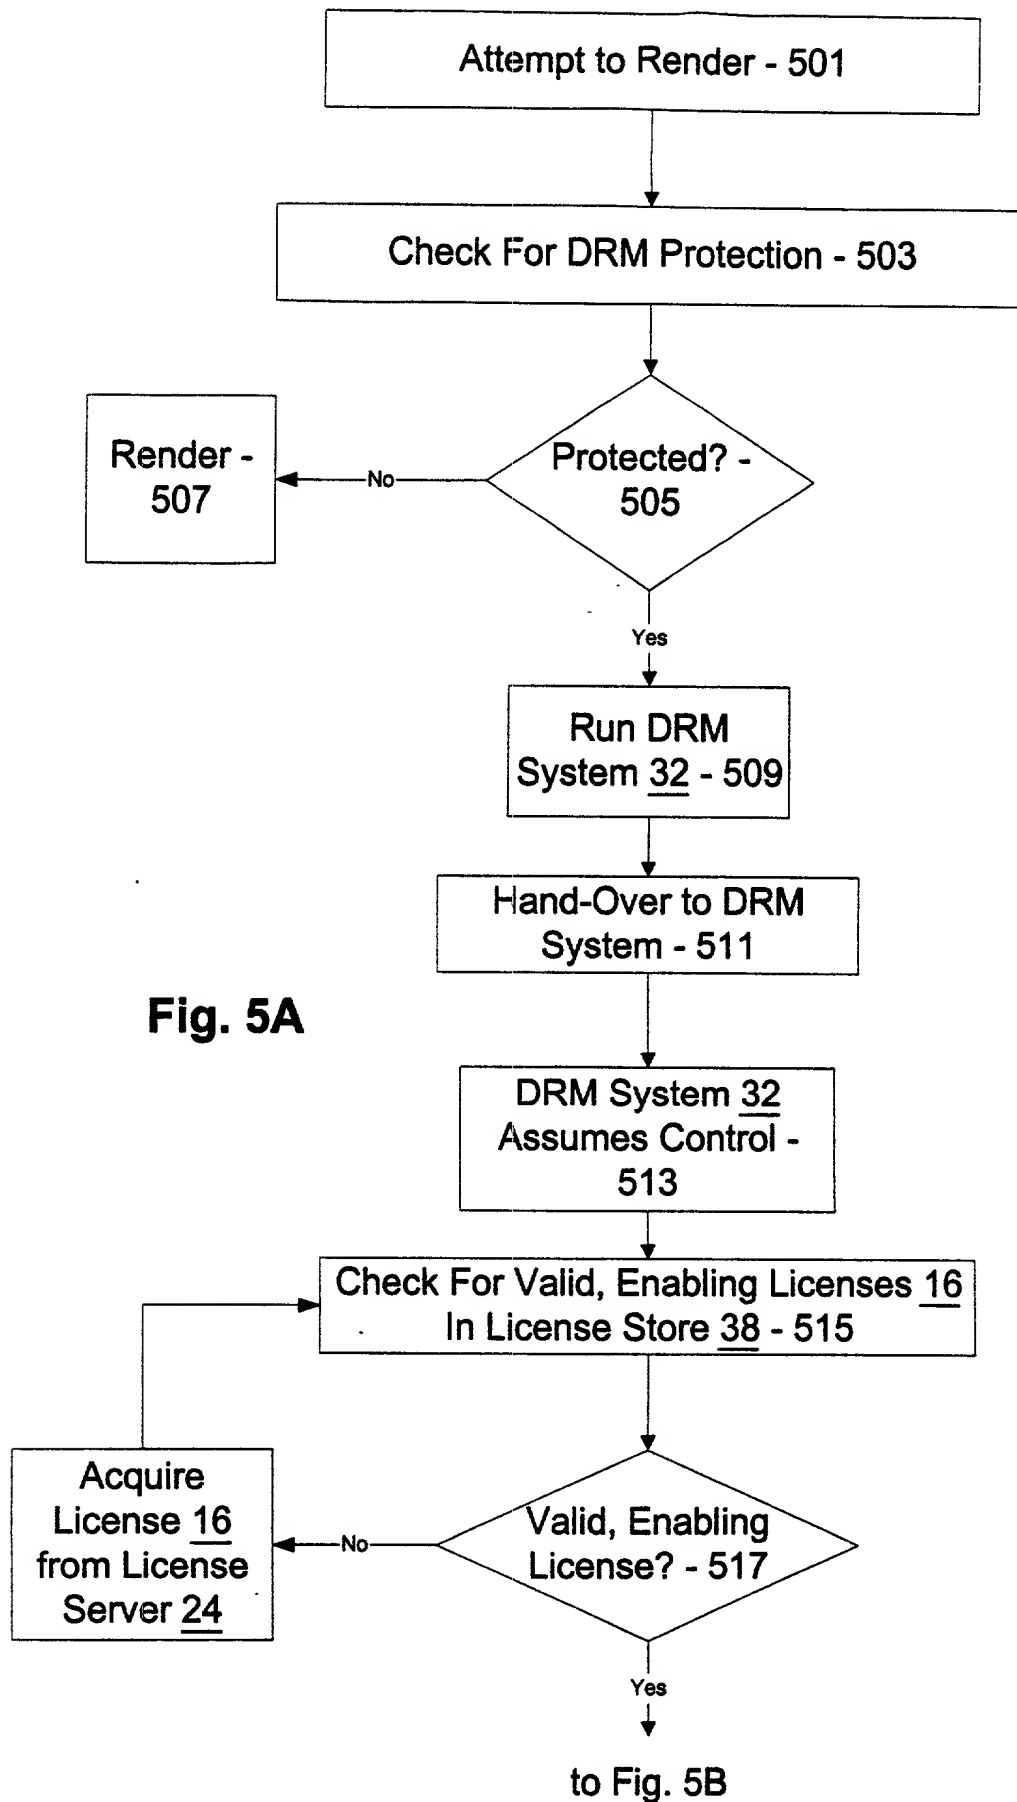 Attempt to Render - 501
Check For DRM Protection - 503
Protected? -
505
No
Render -
507
Yes
Run DRM
System 32 - 509
Hand-Over to DRM
System - 511
Fig. 5A
DRM System 32
Assumes Control -
513
Check For Valid, Enabling Licenses 16
In License Store 38 - 515
Valid, Enabling
License? - 517
No
Acquire
License 16
from License
Server 24
Yes
to Fig. 5B